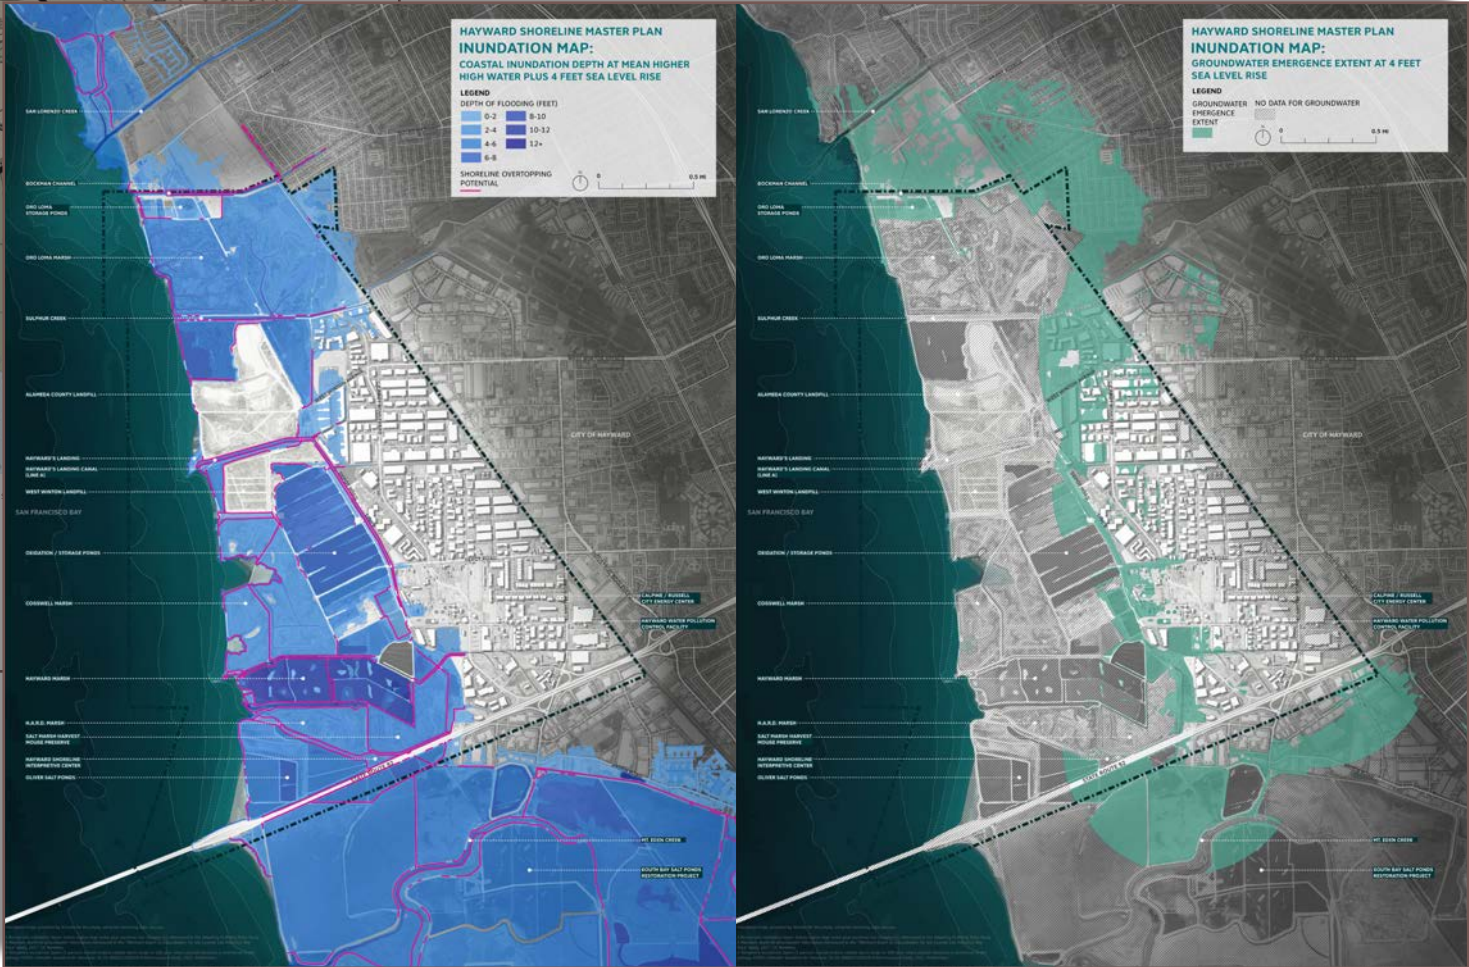 HAYWARD SHORELINE MASTER PLAN
INUNDATION MAP:
COASTAL INUNDATION DEPTH AT MEAN HIGHER
HIGH WATER PLUS 4 FEET SEA LEVEL RISE
LEGEND
DEPTH OF FLOODING (FEET)
0-2
8-10
2-4
10-12
4-6
12+
6-8
SHORELINE OVERTOPPING
POTENTIAL
0
0.5 MI
SAN LORENZO CREEK
BOCKMAN CHANNEL
ORO LOMA
STORAGE PONDS
ORO LOMA MARSH
SULPHUR CREEK
ALAMEDA COUNTY LANDFILL
CITY OF HAYWARD
HAYWARD'S LANDING
HAYWARD'S LANDING CANAL
(LINE A)
WEST WINTON LANDFILL
SAN FRANCISCO BAY
OXIDATION / STORAGE PONDS
COGSWELL MARSH
CALPINE / RUSSELL
CITY ENERGY CENTER
HAYWARD WATER POLLUTION
CONTROL FACILITY
HAYWARD MARSH
H.A.R.D. MARSH
SALT MARSH HARVEST
MOUSE PRESERVE
HAYWARD SHORELINE
INTERPRETIVE CENTER
OLIVER SALT PONDS
STATE ROUTE 92
MT. EDEN CREEK
SOUTH BAY SALT PONDS
RESTORATION PROJECT
HAYWARD SHORELINE MASTER PLAN
INUNDATION MAP:
GROUNDWATER EMERGENCE EXTENT AT 4 FEET
SEA LEVEL RISE
LEGEND
GROUNDWATER
EMERGENCE
EXTENT
NO DATA FOR GROUNDWATER
0
0.5 MI
SAN LORENZO CREEK
BOCKMAN CHANNEL
ORO LOMA
STORAGE PONDS
ORO LOMA MARSH
SULPHUR CREEK
ALAMEDA COUNTY LANDFILL
CITY OF HAYWARD
HAYWARD'S LANDING
HAYWARD'S LANDING CANAL
(LINE A)
WEST WINTON LANDFILL
SAN FRANCISCO BAY
OXIDATION / STORAGE PONDS
COGSWELL MARSH
CALPINE / RUSSELL
CITY ENERGY CENTER
HAYWARD WATER POLLUTION
CONTROL FACILITY
HAYWARD MARSH
H.A.R.D. MARSH
SALT MARSH HARVEST
MOUSE PRESERVE
HAYWARD SHORELINE
INTERPRETIVE CENTER
OLIVER SALT PONDS
STATE ROUTE 92
MT. EDEN CREEK
SOUTH BAY SALT PONDS
RESTORATION PROJECT